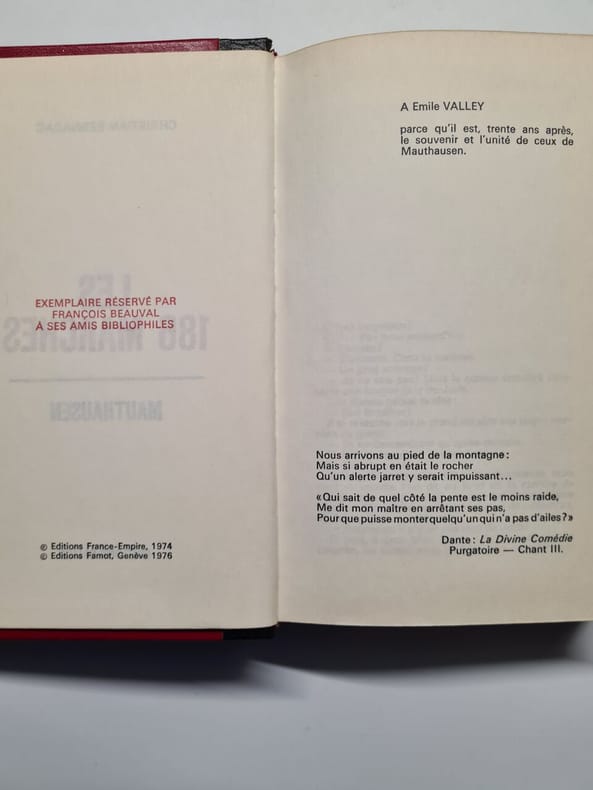 EXEMPLAIRE RÉSERVÉ PAR
FRANÇOIS BEAUVAL
À SES AMIS BIBLIOPHILES
© Editions France-Empire, 1974
© Editions Famot, Genève 1976
A Emile VALLEY
parce qu'il est, trente ans après,
le souvenir et l'unité de ceux de
Mauthausen.
Nous arrivons au pied de la montagne :
Mais si abrupt en était le rocher
Qu'un alerte jarret y serait impuissant...
« Qui sait de quel côté la pente est le moins raide,
Me dit mon maître en arrêtant ses pas,
Pour que puisse monter quelqu'un qui n'a pas d'ailes ? »
Dante : La Divine Comédie
Purgatoire — Chant III.